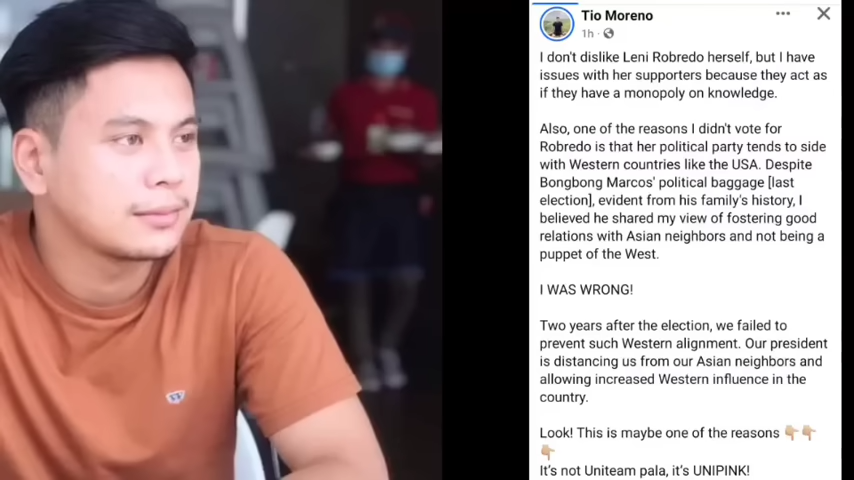 Tio Moreno
1h
I don't dislike Leni Robredo herself, but I have
issues with her supporters because they act as
if they have a monopoly on knowledge.
Also, one of the reasons I didn't vote for
Robredo is that her political party tends to side
with Western countries like the USA. Despite
Bongbong Marcos' political baggage [last
election], evident from his family's history, I
believed he shared my view of fostering good
relations with Asian neighbors and not being a
puppet of the West.
I WAS WRONG!
Two years after the election, we failed to
prevent such Western alignment. Our president
is distancing us from our Asian neighbors and
allowing increased Western influence in the
country.
Look! This is maybe one of the reasons 👇🏼👇🏼
👇🏼
It's not Uniteam pala, it's UNIPINK!